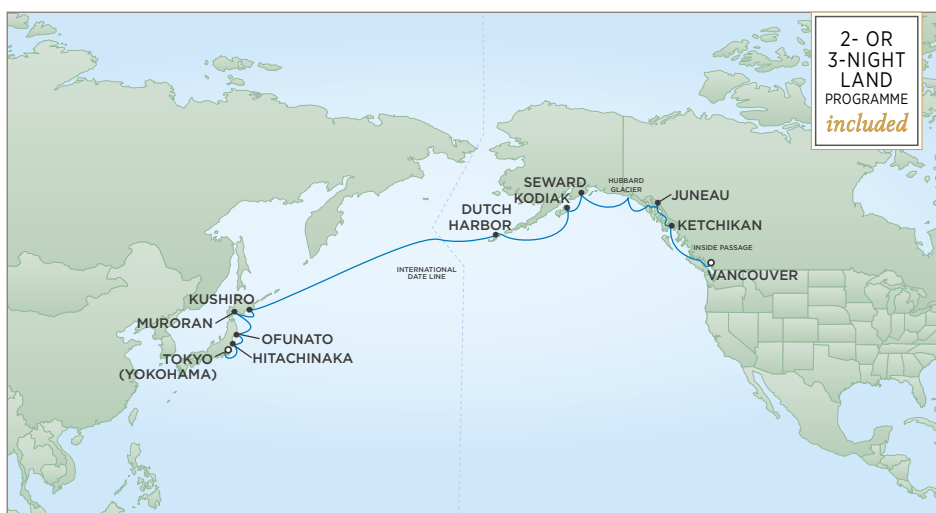 2- OR
3-NIGHT
LAND
PROGRAMME
included
SEWARD
KODIAK
HUBBARD
GLACIER
JUNEAU
DUTCH
HARBOR
KETCHIKAN
INSIDE PASSAGE
VANCOUVER
INTERNATIONAL
DATE LINE
KUSHIRO
MURORAN
OFUNATO
HITACHINAKA
TOKYO
(YOKOHAMA)